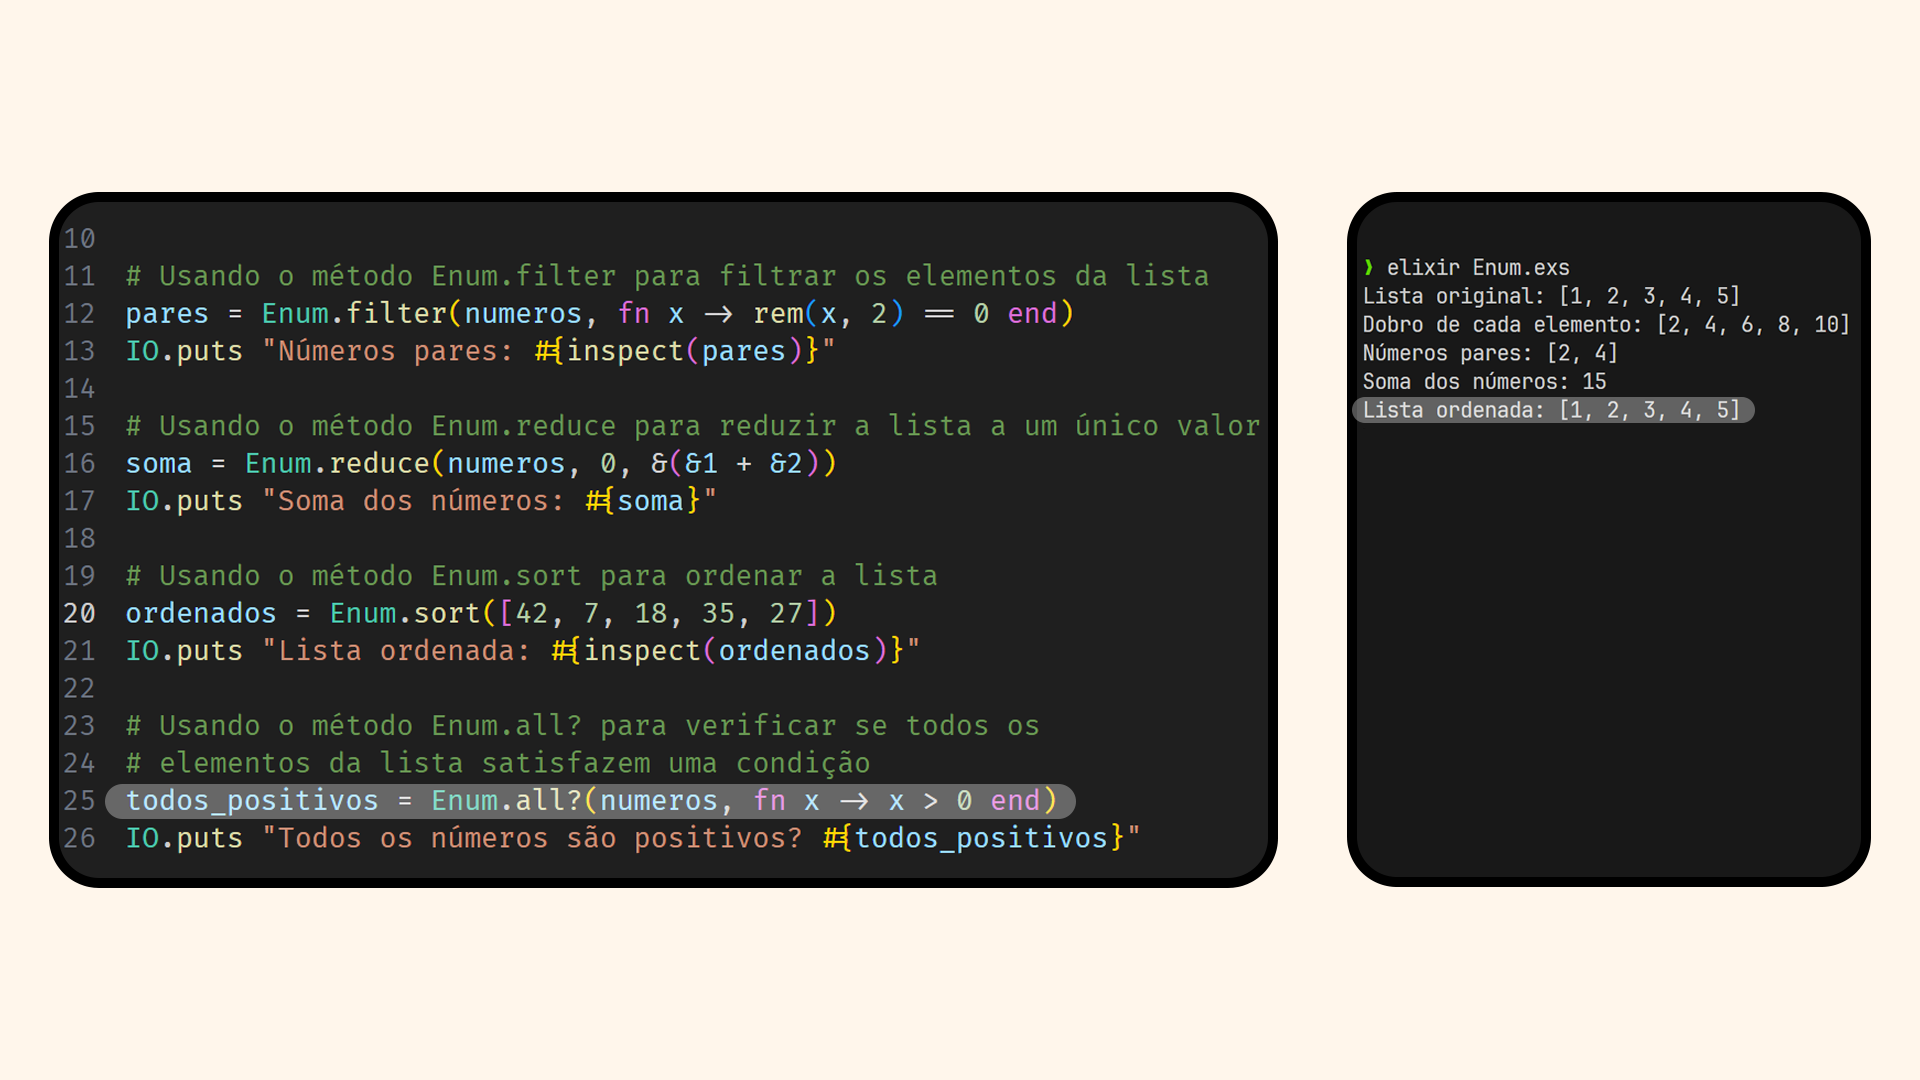 10
11 # Usando o método Enum.filter para filtrar os elementos da lista
12 pares = Enum.filter(numeros, fn x -> rem(x, 2) == 0 end)
13 IO.puts "Números pares: #{inspect(pares)}"
14
15 # Usando o método Enum.reduce para reduzir a lista a um único valor
16 soma = Enum.reduce(numeros, 0, &(&1 + &2))
17 IO.puts "Soma dos números: #{soma}"
18
19 # Usando o método Enum.sort para ordenar a lista
20 ordenados = Enum.sort([42, 7, 18, 35, 27])
21 IO.puts "Lista ordenada: #{inspect(ordenados)}"
22
23 # Usando o método Enum.all? para verificar se todos os
24 # elementos da lista satisfazem uma condição
25 todos_positivos = Enum.all?(numeros, fn x -> x > 0 end)
26 IO.puts "Todos os números são positivos? #{todos_positivos}"
❯ elixir Enum.exs
Lista original: [1, 2, 3, 4, 5]
Dobro de cada elemento: [2, 4, 6, 8, 10]
Números pares: [2, 4]
Soma dos números: 15
Lista ordenada: [1, 2, 3, 4, 5]